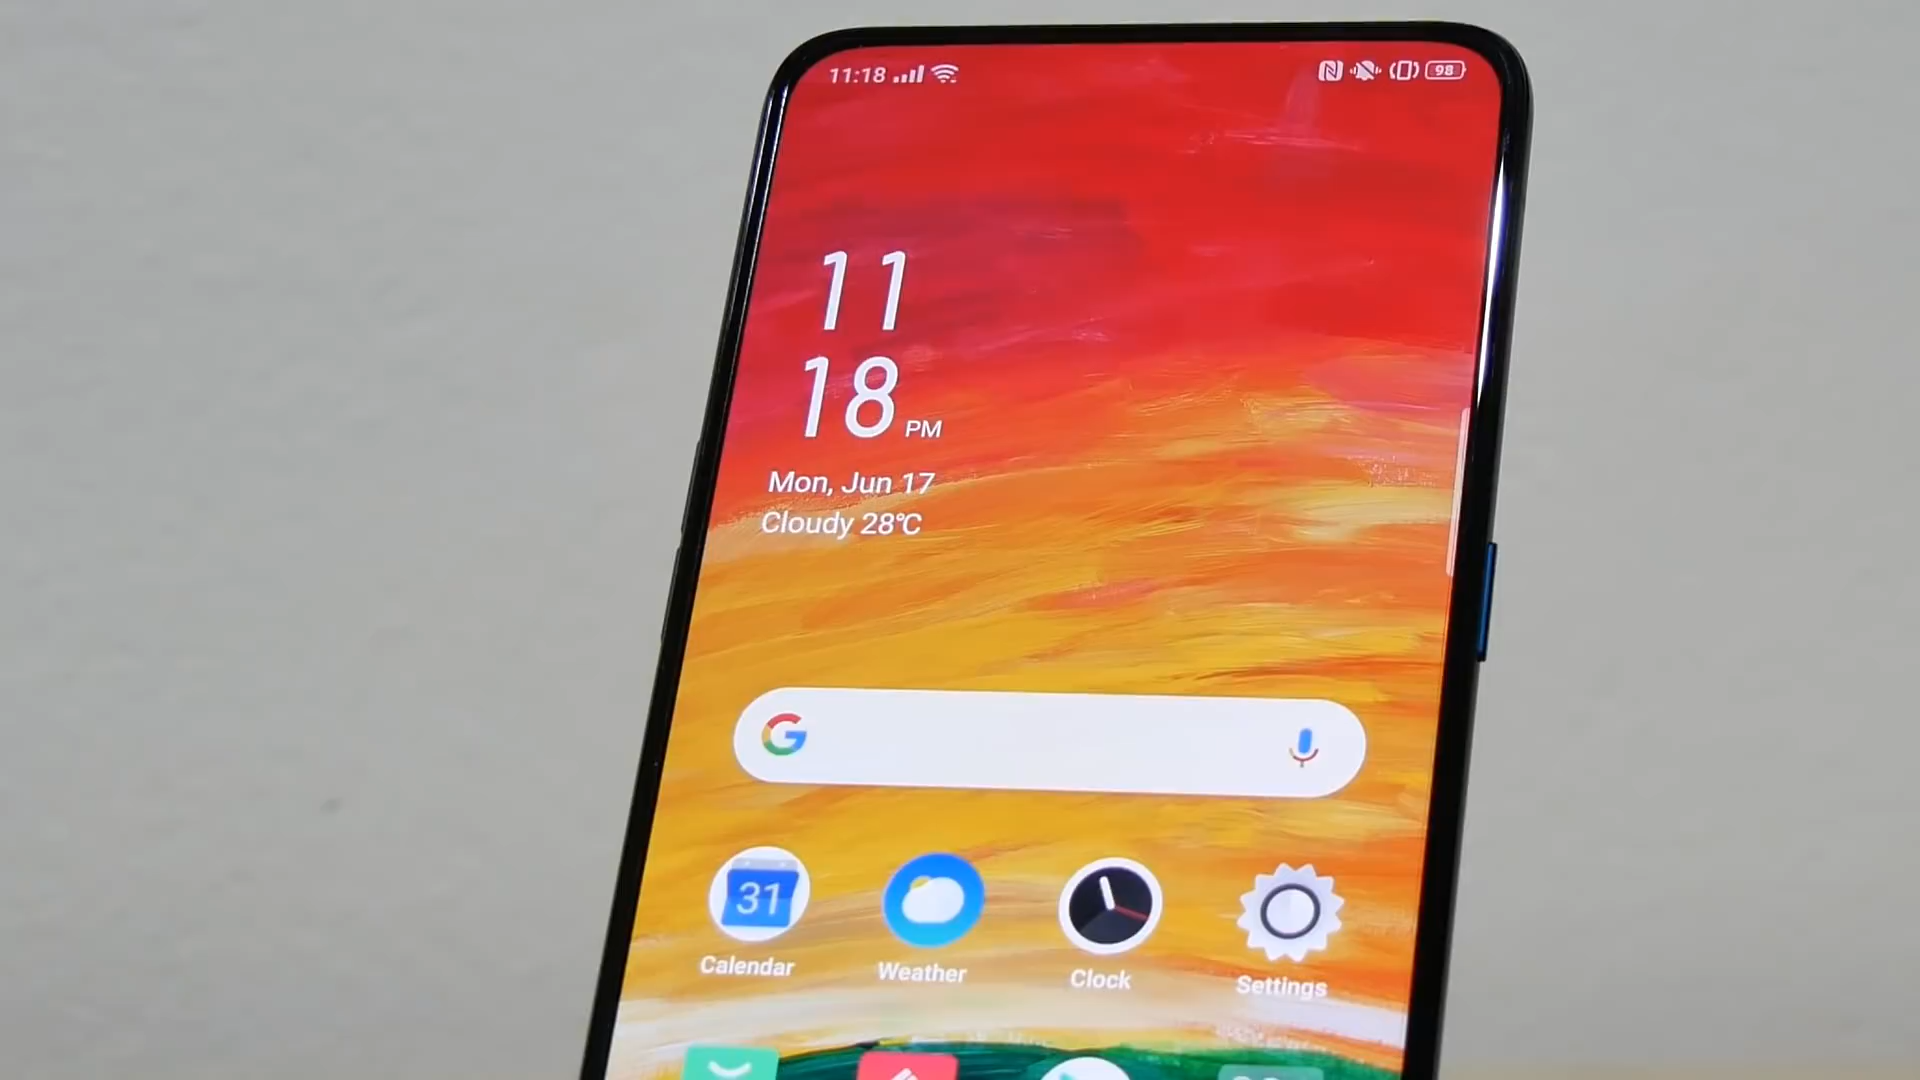 11:18
98
11
18 PM
Mon, Jun 17
Cloudy 28℃
G
31
Calendar
Weather
Clock
Settings